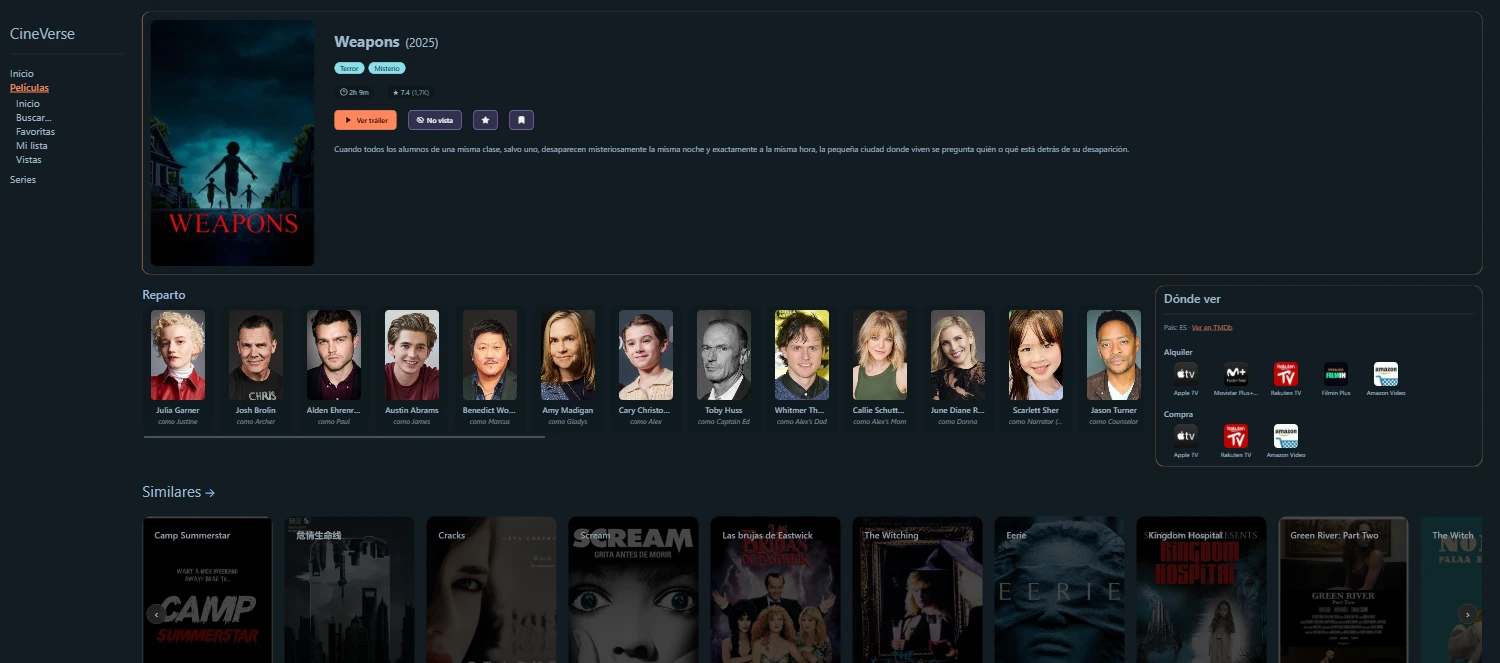 CineVerse
Inicio
Películas
Inicio
Buscar...
Favoritas
Mi lista
Vistas
Series
WEAPONS
Weapons (2025)
Terror Misterio
2h 9m ★ 7.4 (1,7K)
Ver tráiler No vista
Cuando todos los alumnos de una misma clase, salvo uno, desaparecen misteriosamente la misma noche y exactamente a la misma hora, la pequeña ciudad donde viven se pregunta quién o qué está detrás de su desaparición.
Reparto
Julia Garner
como Justine
Josh Brolin
como Archer
Alden Ehrenr...
como Paul
Austin Abrams
como James
Benedict Wo...
como Marcus
Amy Madigan
como Gladys
Cary Christo...
como Alex
Toby Huss
como Captain Ed
Whitmer Th...
como Alex's Dad
Callie Schutt...
como Alex's Mom
June Diane R...
como Donna
Scarlett Sher
como Narrator (...
Jason Turner
como Counselor
Dónde ver
País: ES · Ver en TMDb
Alquiler
Apple TV
Movistar Plus+...
Rakuten TV
Filmin Plus
Amazon Video
Compra
Apple TV
Rakuten TV
Amazon Video
Similares →
Camp Summerstar
WANT A NICE WEEKEND
AWAY? DARE TO..
CAMP
SUMMERSTAR
危情生命线
Cracks
Scream
SCREAM
GRITA ANTES DE MORIR
Las brujas de Eastwick
LAS
BRUJAS
DE EASTWICK
The Witching
Eerie
EERIE
Kingdom Hospital
KINGDOM
HOSPITAL
Green River: Part Two
GREEN RIVER
Part Two
The Witch